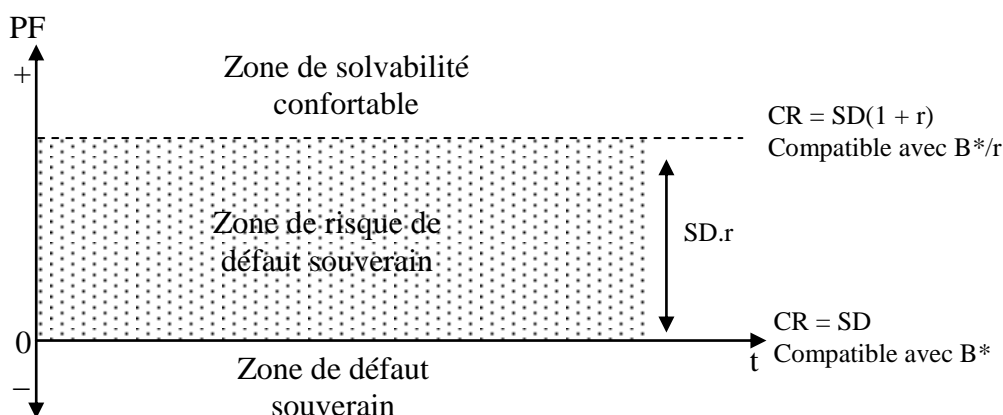 PF
+
Zone de solvabilité
confortable
CR = SD(1 + r)
Compatible avec B*/r
Zone de risque de
défaut souverain
SD.r
0
CR = SD
t
Compatible avec B*
–
Zone de défaut
souverain